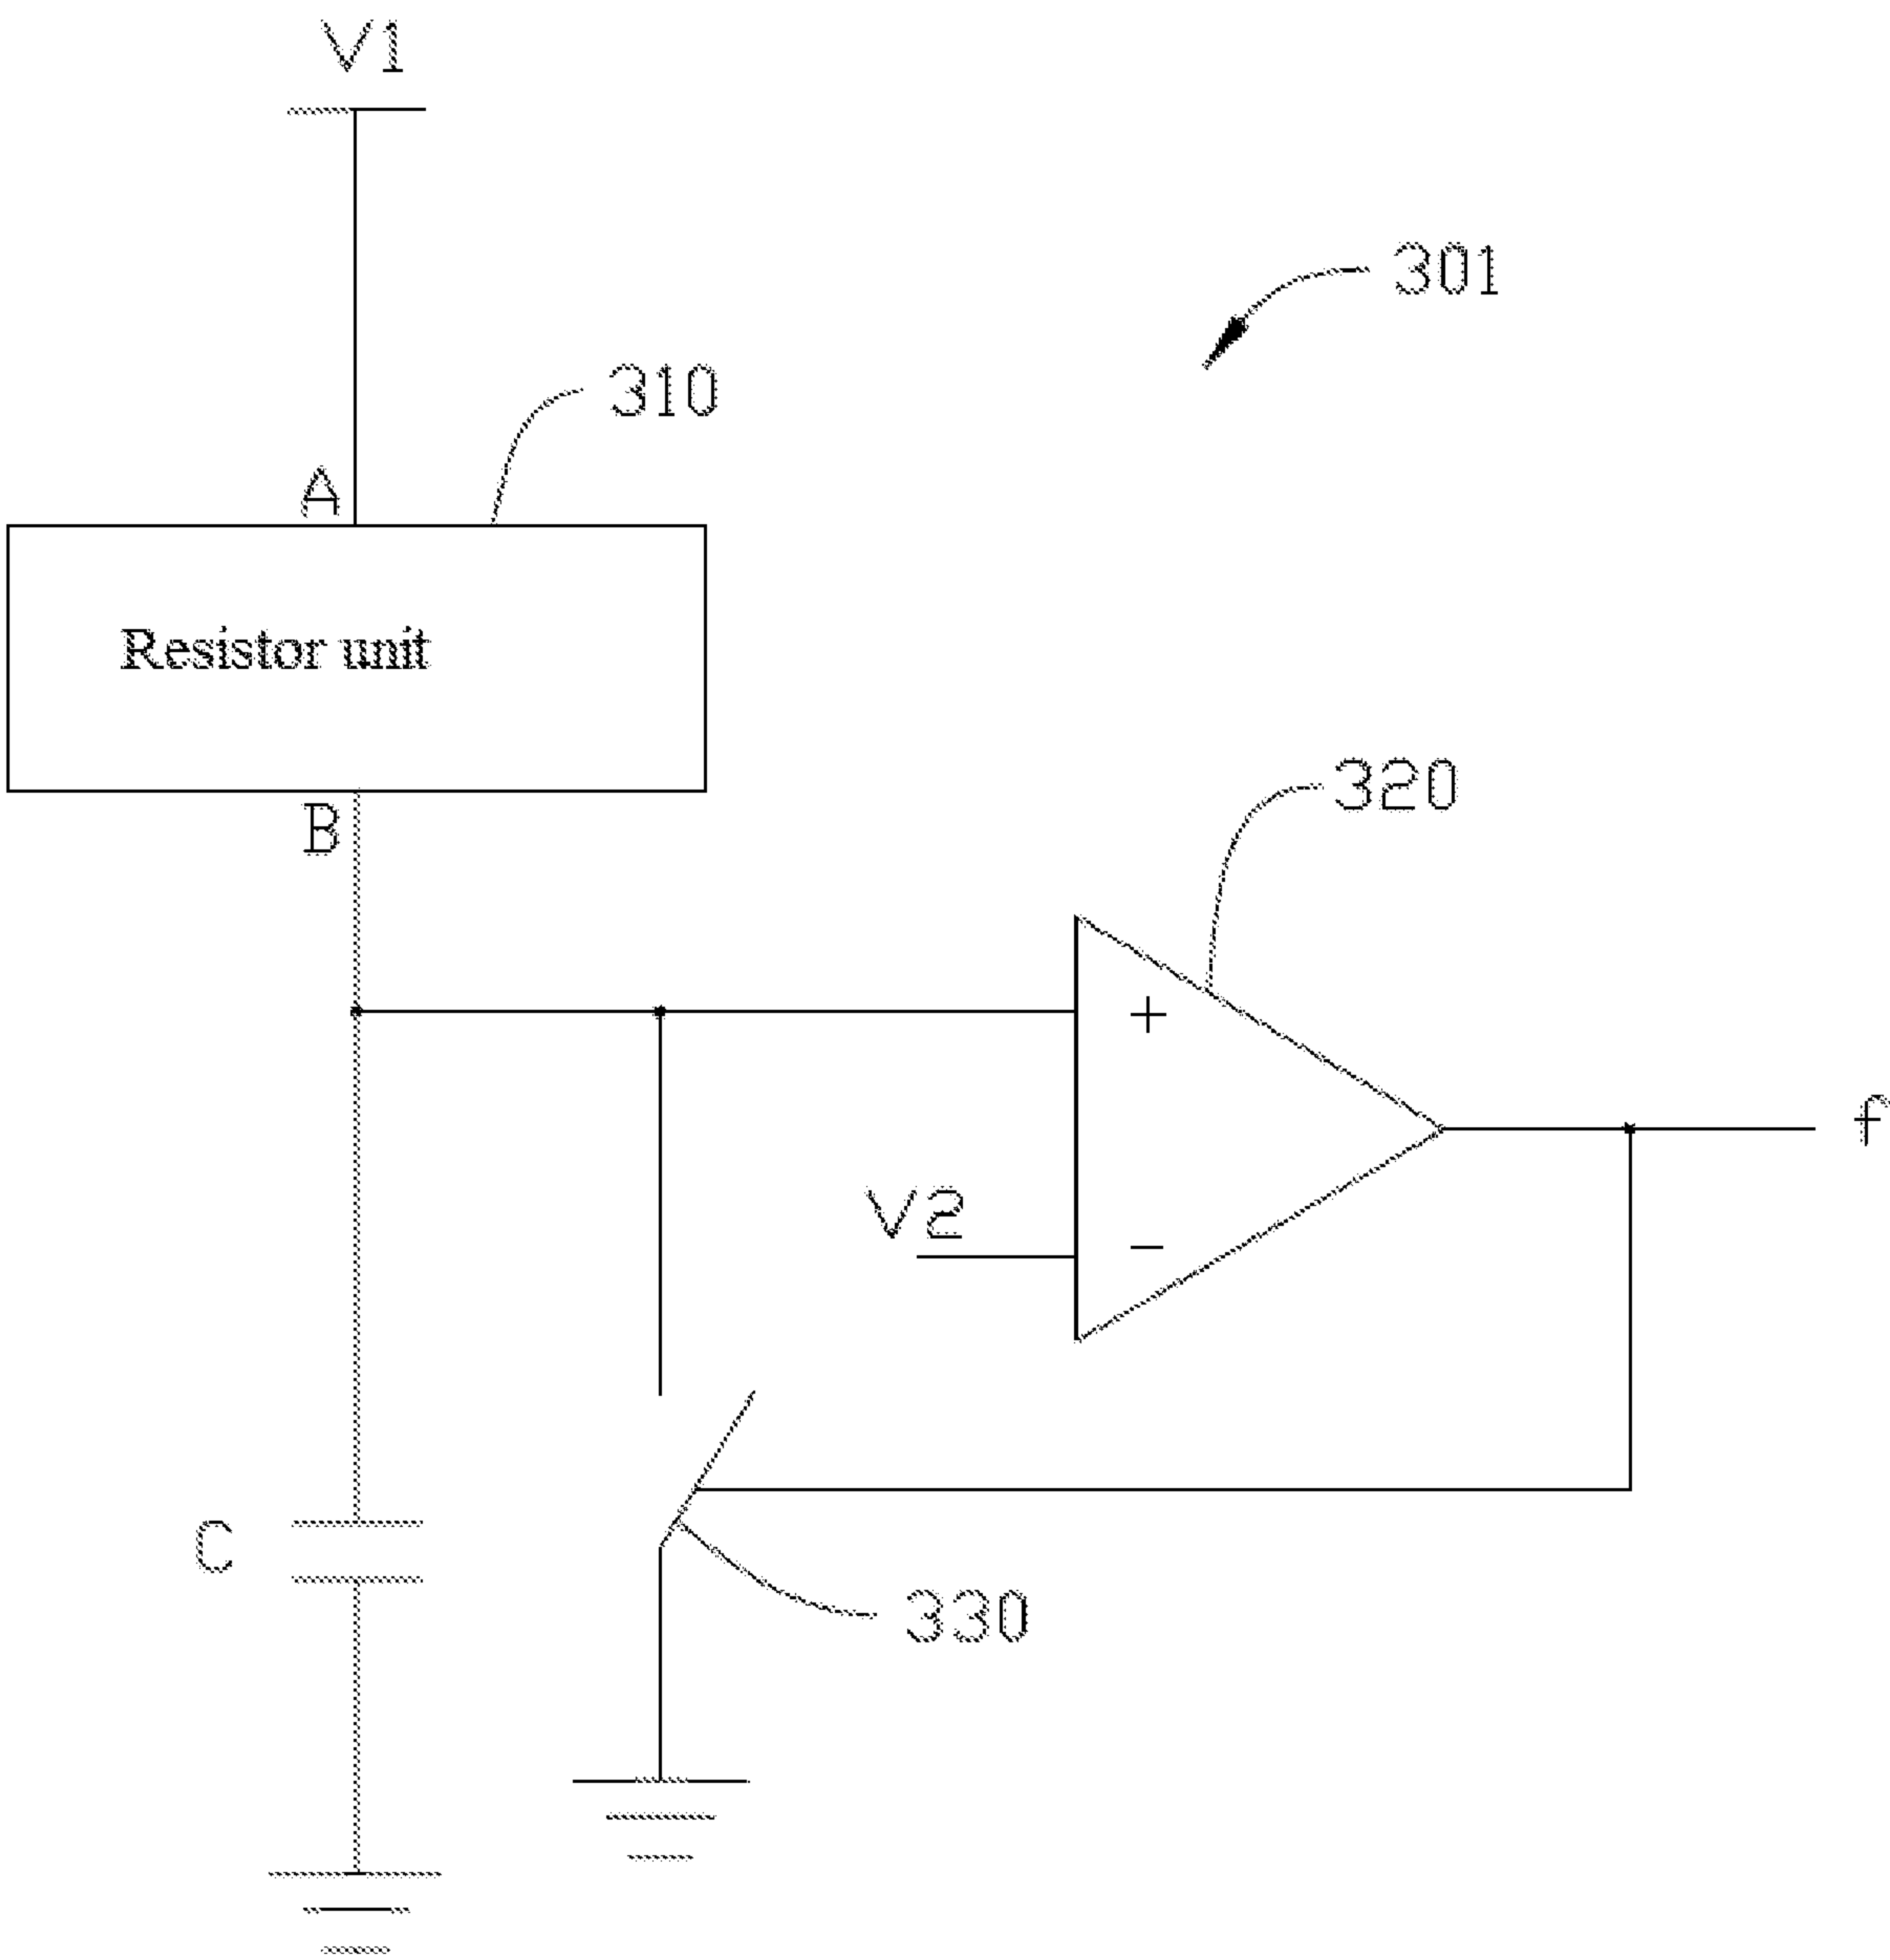 V1
301
310
A
Resistor unit
B
320
+
f
V2
−
C
330